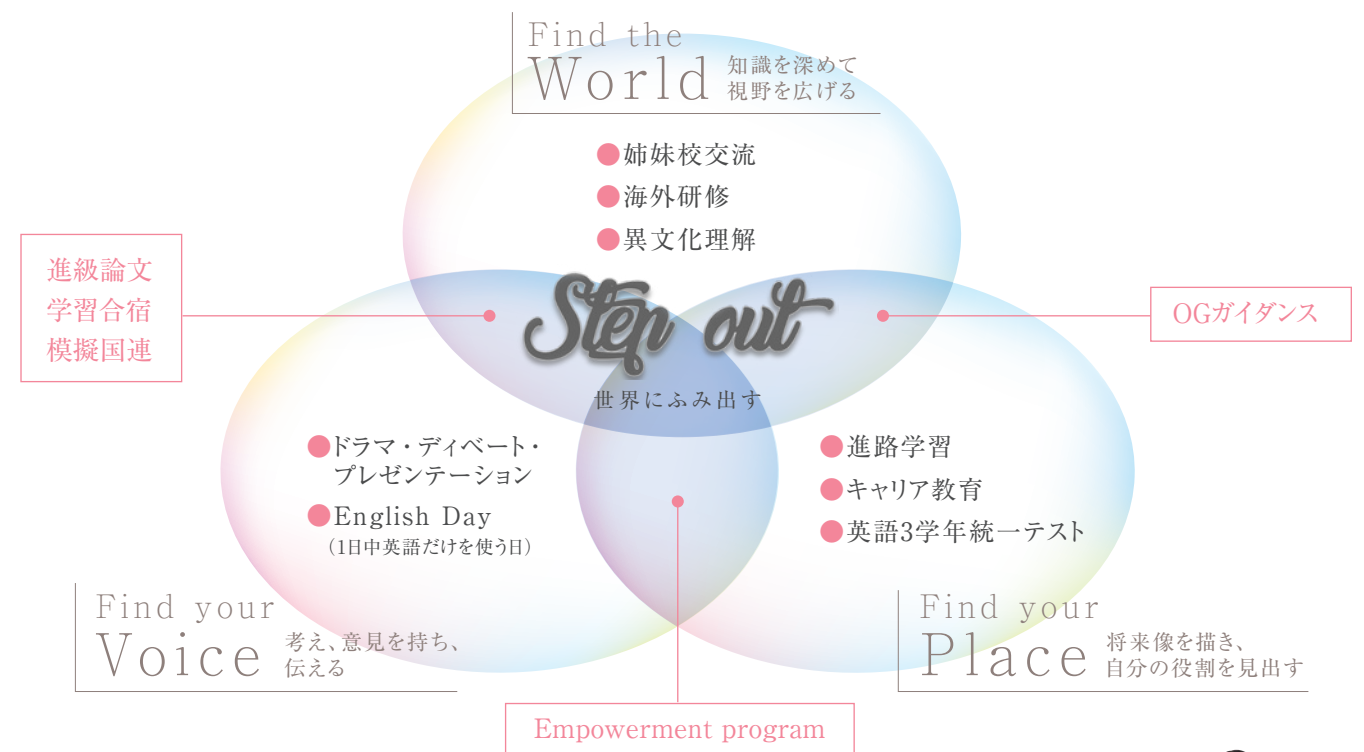 Find the
World
知識を深めて
視野を広げる
●姉妹校交流
●海外研修
●異文化理解
進級論文
学習合宿
模擬国連
Step out
世界にふみ出す
OGガイダンス
●ドラマ・ディベート・
プレゼンテーション
●English Day
（1日中英語だけを使う日）
●進路学習
●キャリア教育
●英語3学年統一テスト
Find your
Voice
考え、意見を持ち、
伝える
Find your
Place
将来像を描き、
自分の役割を見出す
Empowerment program